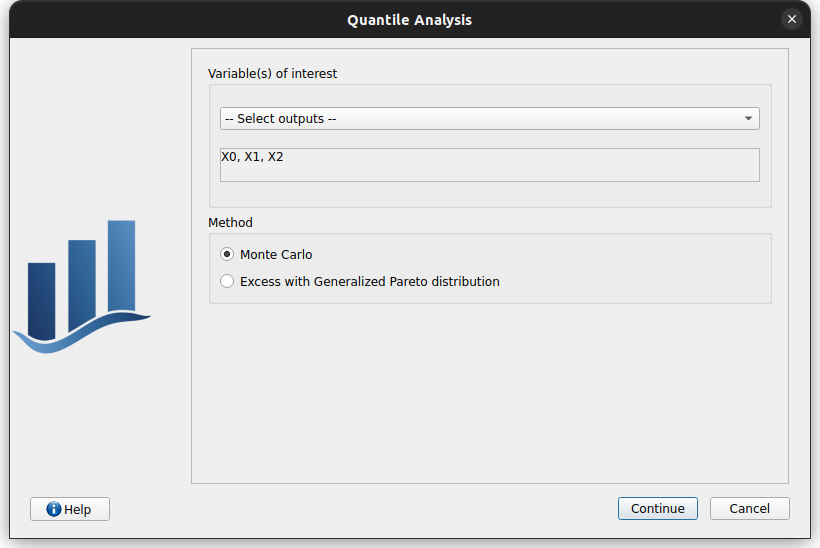 Quantile Analysis
Variable(s) of interest
-- Select outputs --
X0, X1, X2
Method
Monte Carlo
Excess with Generalized Pareto distribution
Help
Continue
Cancel